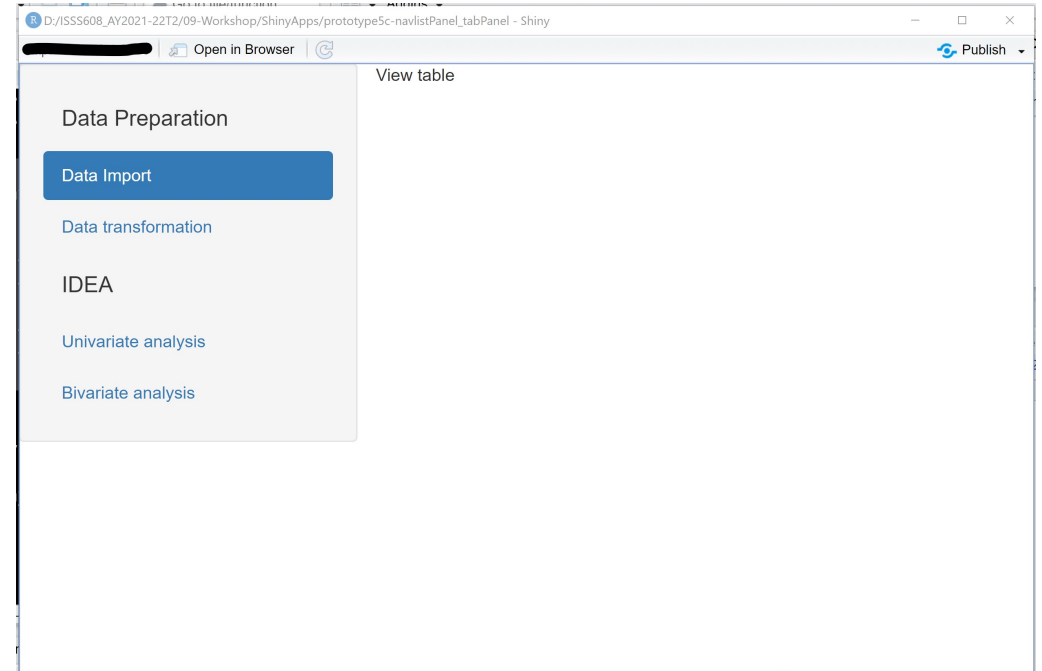 D:/ISSS608_AY2021-22T2/09-Workshop/ShinyApps/prototype5c-navlistPanel_tabPanel - Shiny
Open in Browser Publish
View table
Data Preparation
Data Import
Data transformation
IDEA
Univariate analysis
Bivariate analysis